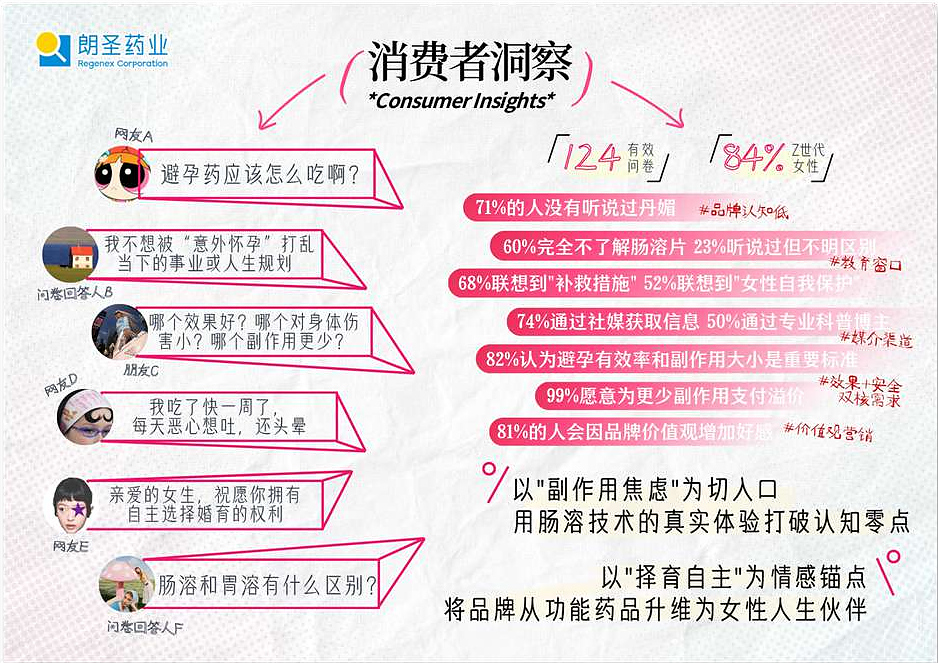 朗圣药业
Regenex Corporation
消费者洞察
*Consumer Insights*
网友A
避孕药应该怎么吃啊?
我不想被“意外怀孕”打乱
当下的事业或人生规划
问卷回答人B
哪个效果好?哪个对身体伤
害小?哪个副作用更少?
朋友C
网友D
我吃了快一周了,
每天恶心想吐,还头晕
亲爱的女生,祝愿你拥有
自主选择婚育的权利
网友E
肠溶和胃溶有什么区别?
问卷回答人F
124 有效
问卷
84% Z世代
女性
71%的人没有听说过丹媚 #品牌认知低
60%完全不了解肠溶片 23%听说过但不明区别
#教育窗口
68%联想到"补救措施" 52%联想到"女性自我保护"
74%通过社媒获取信息 50%通过专业科普博主
#媒介渠道
82%认为避孕有效率和副作用大小是重要标准
#效果+安全
双核需求
99%愿意为更少副作用支付溢价
81%的人会因品牌价值观增加好感 #价值观营销
以"副作用焦虑"为切入口
用肠溶技术的真实体验打破认知零点
以"择育自主"为情感锚点
将品牌从功能药品升维为女性人生伙伴